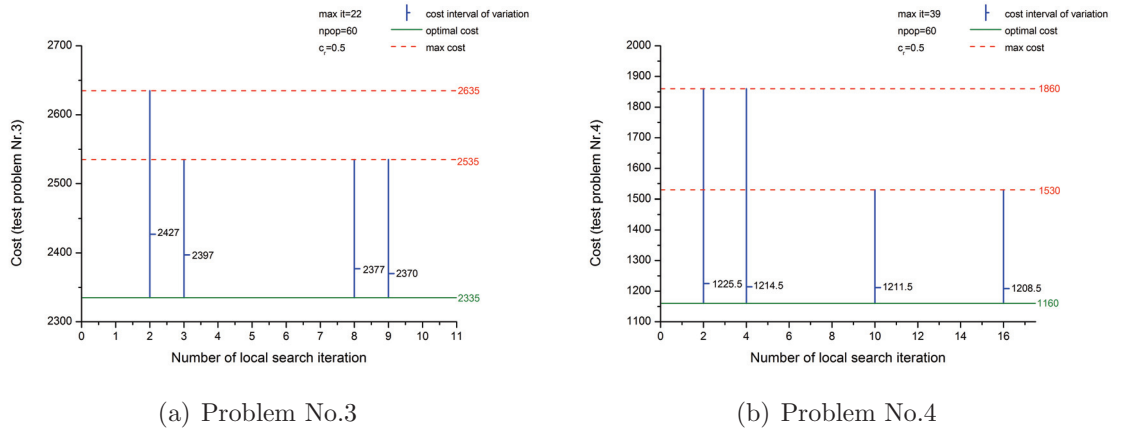 max it=22
npop=60
cr=0.5
cost interval of variation
optimal cost
max cost
2700
2600
2500
2400
2300
Cost (test problem Nr.3)
2635
2535
2427
2397
2377
2370
2335
0 1 2 3 4 5 6 7 8 9 10 11
Number of local search iteration
(a) Problem No.3
max it=39
npop=60
cr=0.5
cost interval of variation
optimal cost
max cost
2000
1900
1800
1700
1600
1500
1400
1300
1200
1100
Cost (test problem Nr.4)
1860
1530
1225.5
1214.5
1211.5
1208.5
1160
0 2 4 6 8 10 12 14 16
Number of local search iteration
(b) Problem No.4